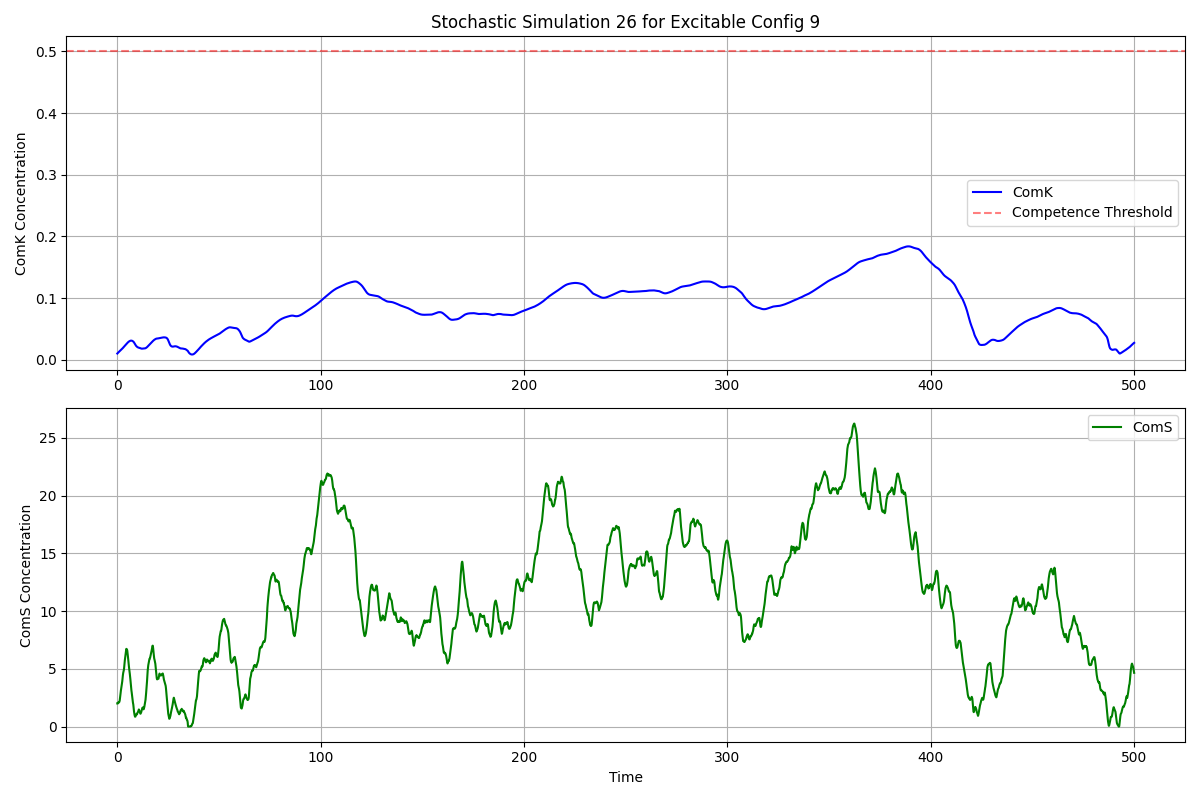 Stochastic Simulation 26 for Excitable Config 9
ComK Concentration
0.5
0.4
0.3
0.2
0.1
0.0
ComK
Competence Threshold
0 100 200 300 400 500
ComS Concentration
25
20
15
10
5
0
ComS
0 100 200 300 400 500
Time